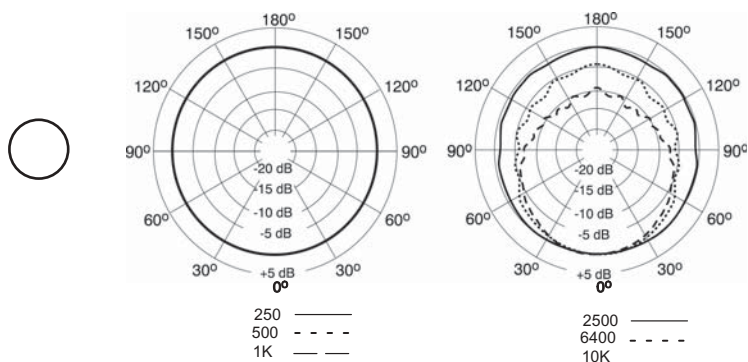 180º 180º
150º 150º 150º 150º
120º 120º 120º 120º
90º 90º 90º 90º
-20 dB -20 dB
-15 dB -15 dB
60º 60º 60º 60º
-10 dB -10 dB
-5 dB -5 dB
30º 30º 30º 30º
+5 dB +5 dB
0º 0º
250 2500
500 6400
1K 10K